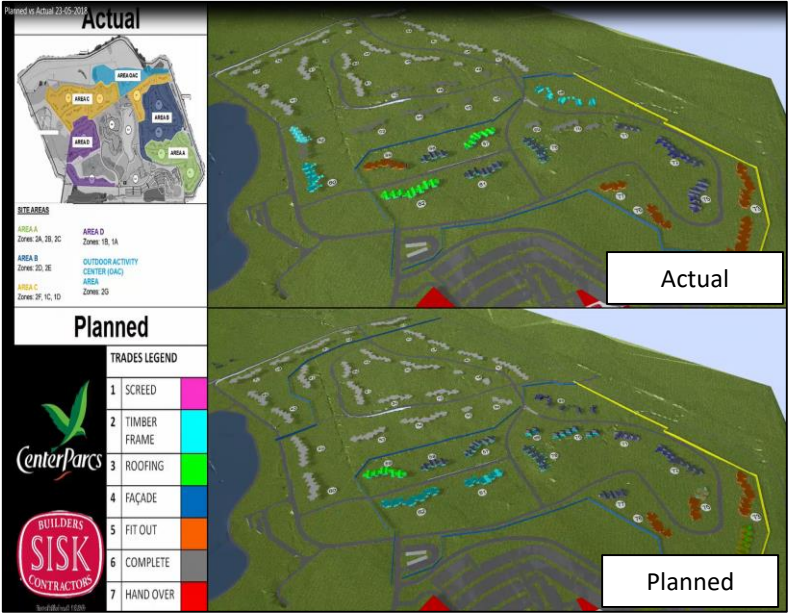 Planned vs Actual 23-05-2018
Actual
AREA OAC
AREA C
AREA B
AREA D
AREA A
SITE AREAS
AREA A
Zones: 2A, 2B, 2C
AREA B
Zones: 2D, 2E
AREA C
Zones: 2F, 1C, 1D
AREA D
Zones: 1B, 1A
OUTDOOR ACTIVITY
CENTER (OAC)
AREA
Zones: 2G
Actual
Planned
TRADES LEGEND
1 SCREED
2 TIMBER
FRAME
3 ROOFING
4 FAÇADE
5 FIT OUT
6 COMPLETE
7 HAND OVER
CenterParcs
BUILDERS
SISK
CONTRACTORS
Planned